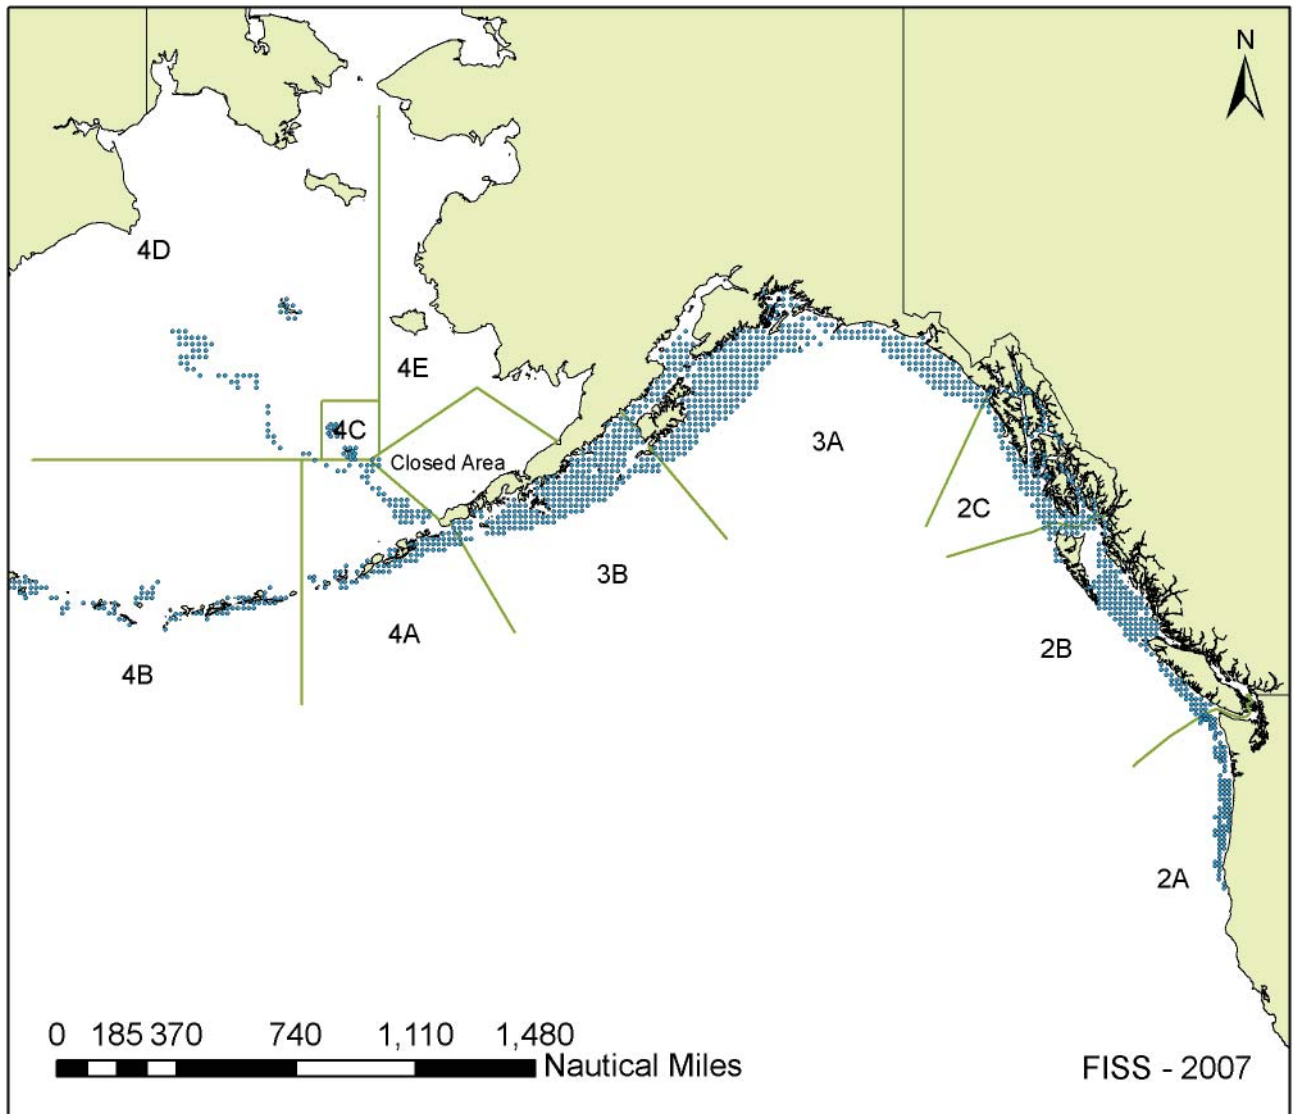 N
4D
4E
4C
Closed Area
3A
2C
3B
4A
2B
4B
2A
0 185 370 740 1,110 1,480
Nautical Miles
FISS - 2007